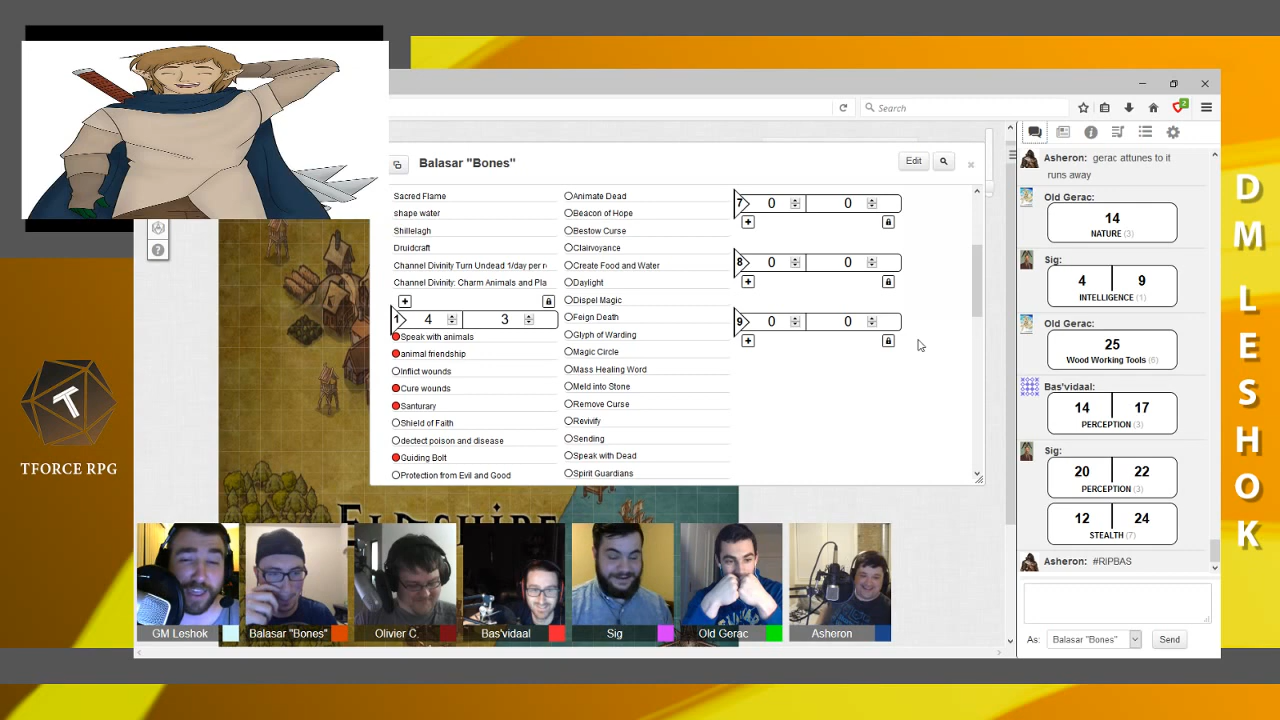 Search
2
Balasar "Bones"
Edit
Sacred Flame
shape water
Shillelagh
Druidcraft
Channel Divinity Turn Undead 1/day per r
Channel Divinity: Charm Animals and Pla
1 4 3
Speak with animals
animal friendship
Inflict wounds
Cure wounds
Santurary
Shield of Faith
dectect poison and disease
Guiding Bolt
Protection from Evil and Good
Animate Dead
Beacon of Hope
Bestow Curse
Clairvoyance
Create Food and Water
Daylight
Dispel Magic
Feign Death
Glyph of Warding
Magic Circle
Mass Healing Word
Meld into Stone
Remove Curse
Revivify
Sending
Speak with Dead
Spirit Guardians
7 0 0
8 0 0
9 0 0
Asheron: gerac attunes to it
runs away
Old Gerac:
14
NATURE (3)
Sig:
4 9
INTELLIGENCE (1)
Old Gerac:
25
Wood Working Tools (6)
Bas'vidaal:
14 17
PERCEPTION (3)
Sig:
20 22
PERCEPTION (3)
12 24
STEALTH (7)
Asheron: #RIPBAS
As: Balasar "Bones" Send
T
TFORCE RPG
GM Leshok
Balasar "Bones"
Olivier C.
Bas'vidaal
Sig
Old Gerac
Asheron
DM LESHOK